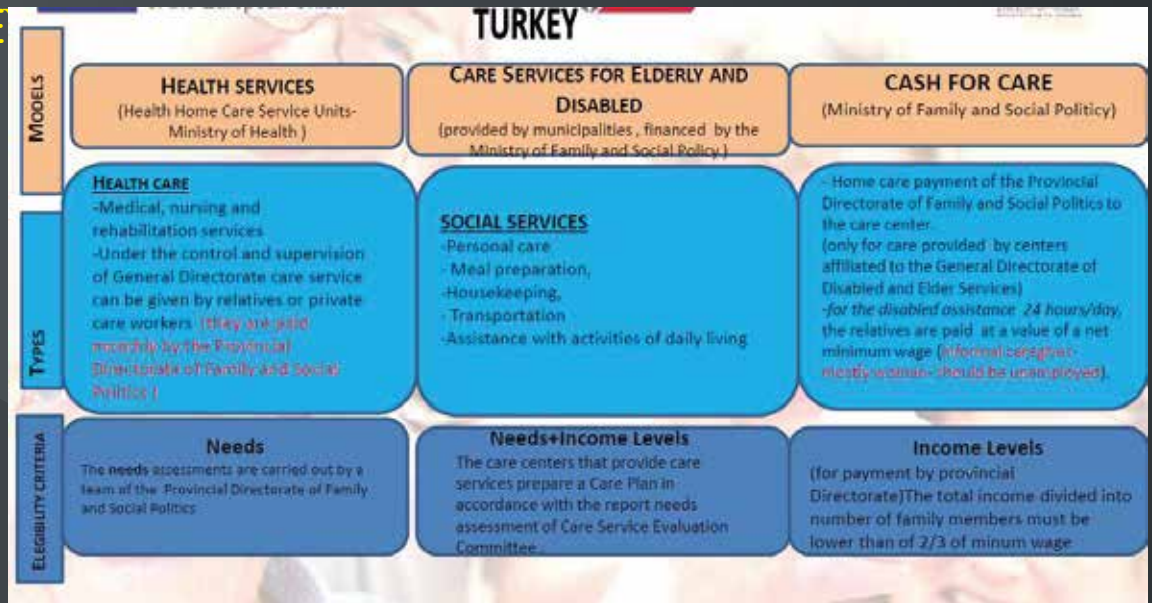 of the European Union
TURKEY
MODELS
HEALTH SERVICES
(Health Home Care Service Units-
Ministry of Health )
CARE SERVICES FOR ELDERLY AND
DISABLED
(provided by municipalities , financed by the
Ministry of Family and Social Policy )
CASH FOR CARE
(Ministry of Family and Social Politicy)
TYPES
HEALTH CARE
-Medical, nursing and
rehabilitation services
-Under the control and supervision
of General Directorate care service
can be given by relatives or private
care workers (they are paid
monthly by the Provincial
Directorate of Family and Social
Politics )
SOCIAL SERVICES
-Personal care
- Meal preparation,
-Housekeeping,
- Transportation
-Assistance with activities of daily living
- Home care payment of the Provincial
Directorate of Family and Social Politics to
the care center.
(only for care provided by centers
affiliated to the General Directorate of
Disabled and Elder Services)
-for the disabled assistance 24 hours/day,
the relatives are paid at a value of a net
minimum wage (informal caregiver-
mostly woman- should be unemployed).
ELEGIBILITY CRITERIA
Needs
The needs assessments are carried out by a
team of the Provincial Directorate of Family
and Social Politics
Needs+Income Levels
The care centers that provide care
services prepare a Care Plan in
accordance with the report needs
assessment of Care Service Evaluation
Committee .
Income Levels
(for payment by provincial
Directorate)The total income divided into
number of family members must be
lower than of 2/3 of minum wage